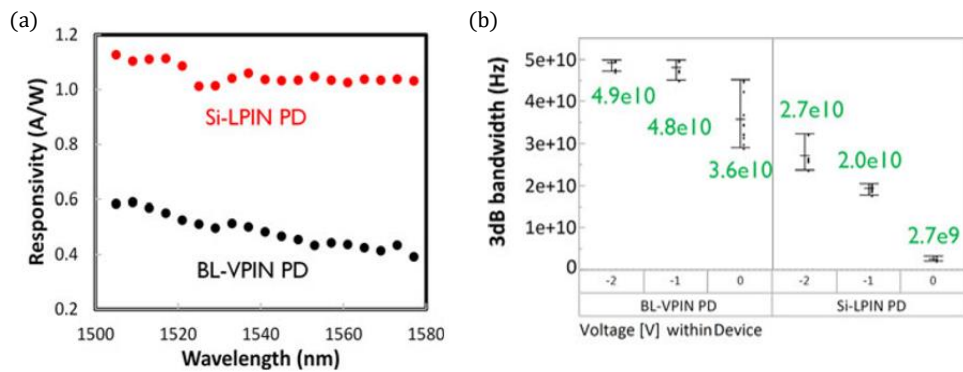 (a)
1.2
1.0
0.8
0.6
0.4
0.2
Responsivity (A/W)
Si-LPIN PD
BL-VPIN PD
1500 1520 1540 1560 1580
Wavelength (nm)
(b)
3dB bandwidth (Hz)
5e+10
4e+10
3e+10
2e+10
1e+10
0
4.9e10
4.8e10
3.6e10
2.7e10
2.0e10
2.7e9
-2 -1 0 -2 -1 0
BL-VPIN PD Si-LPIN PD
Voltage [V] within Device